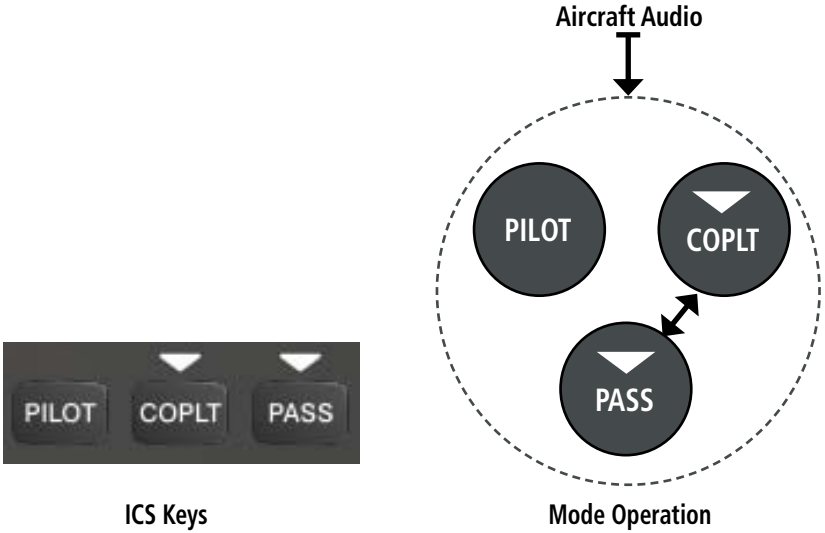 Aircraft Audio
PILOT
COPLT
PASS
PILOT COPLT PASS
ICS Keys
Mode Operation